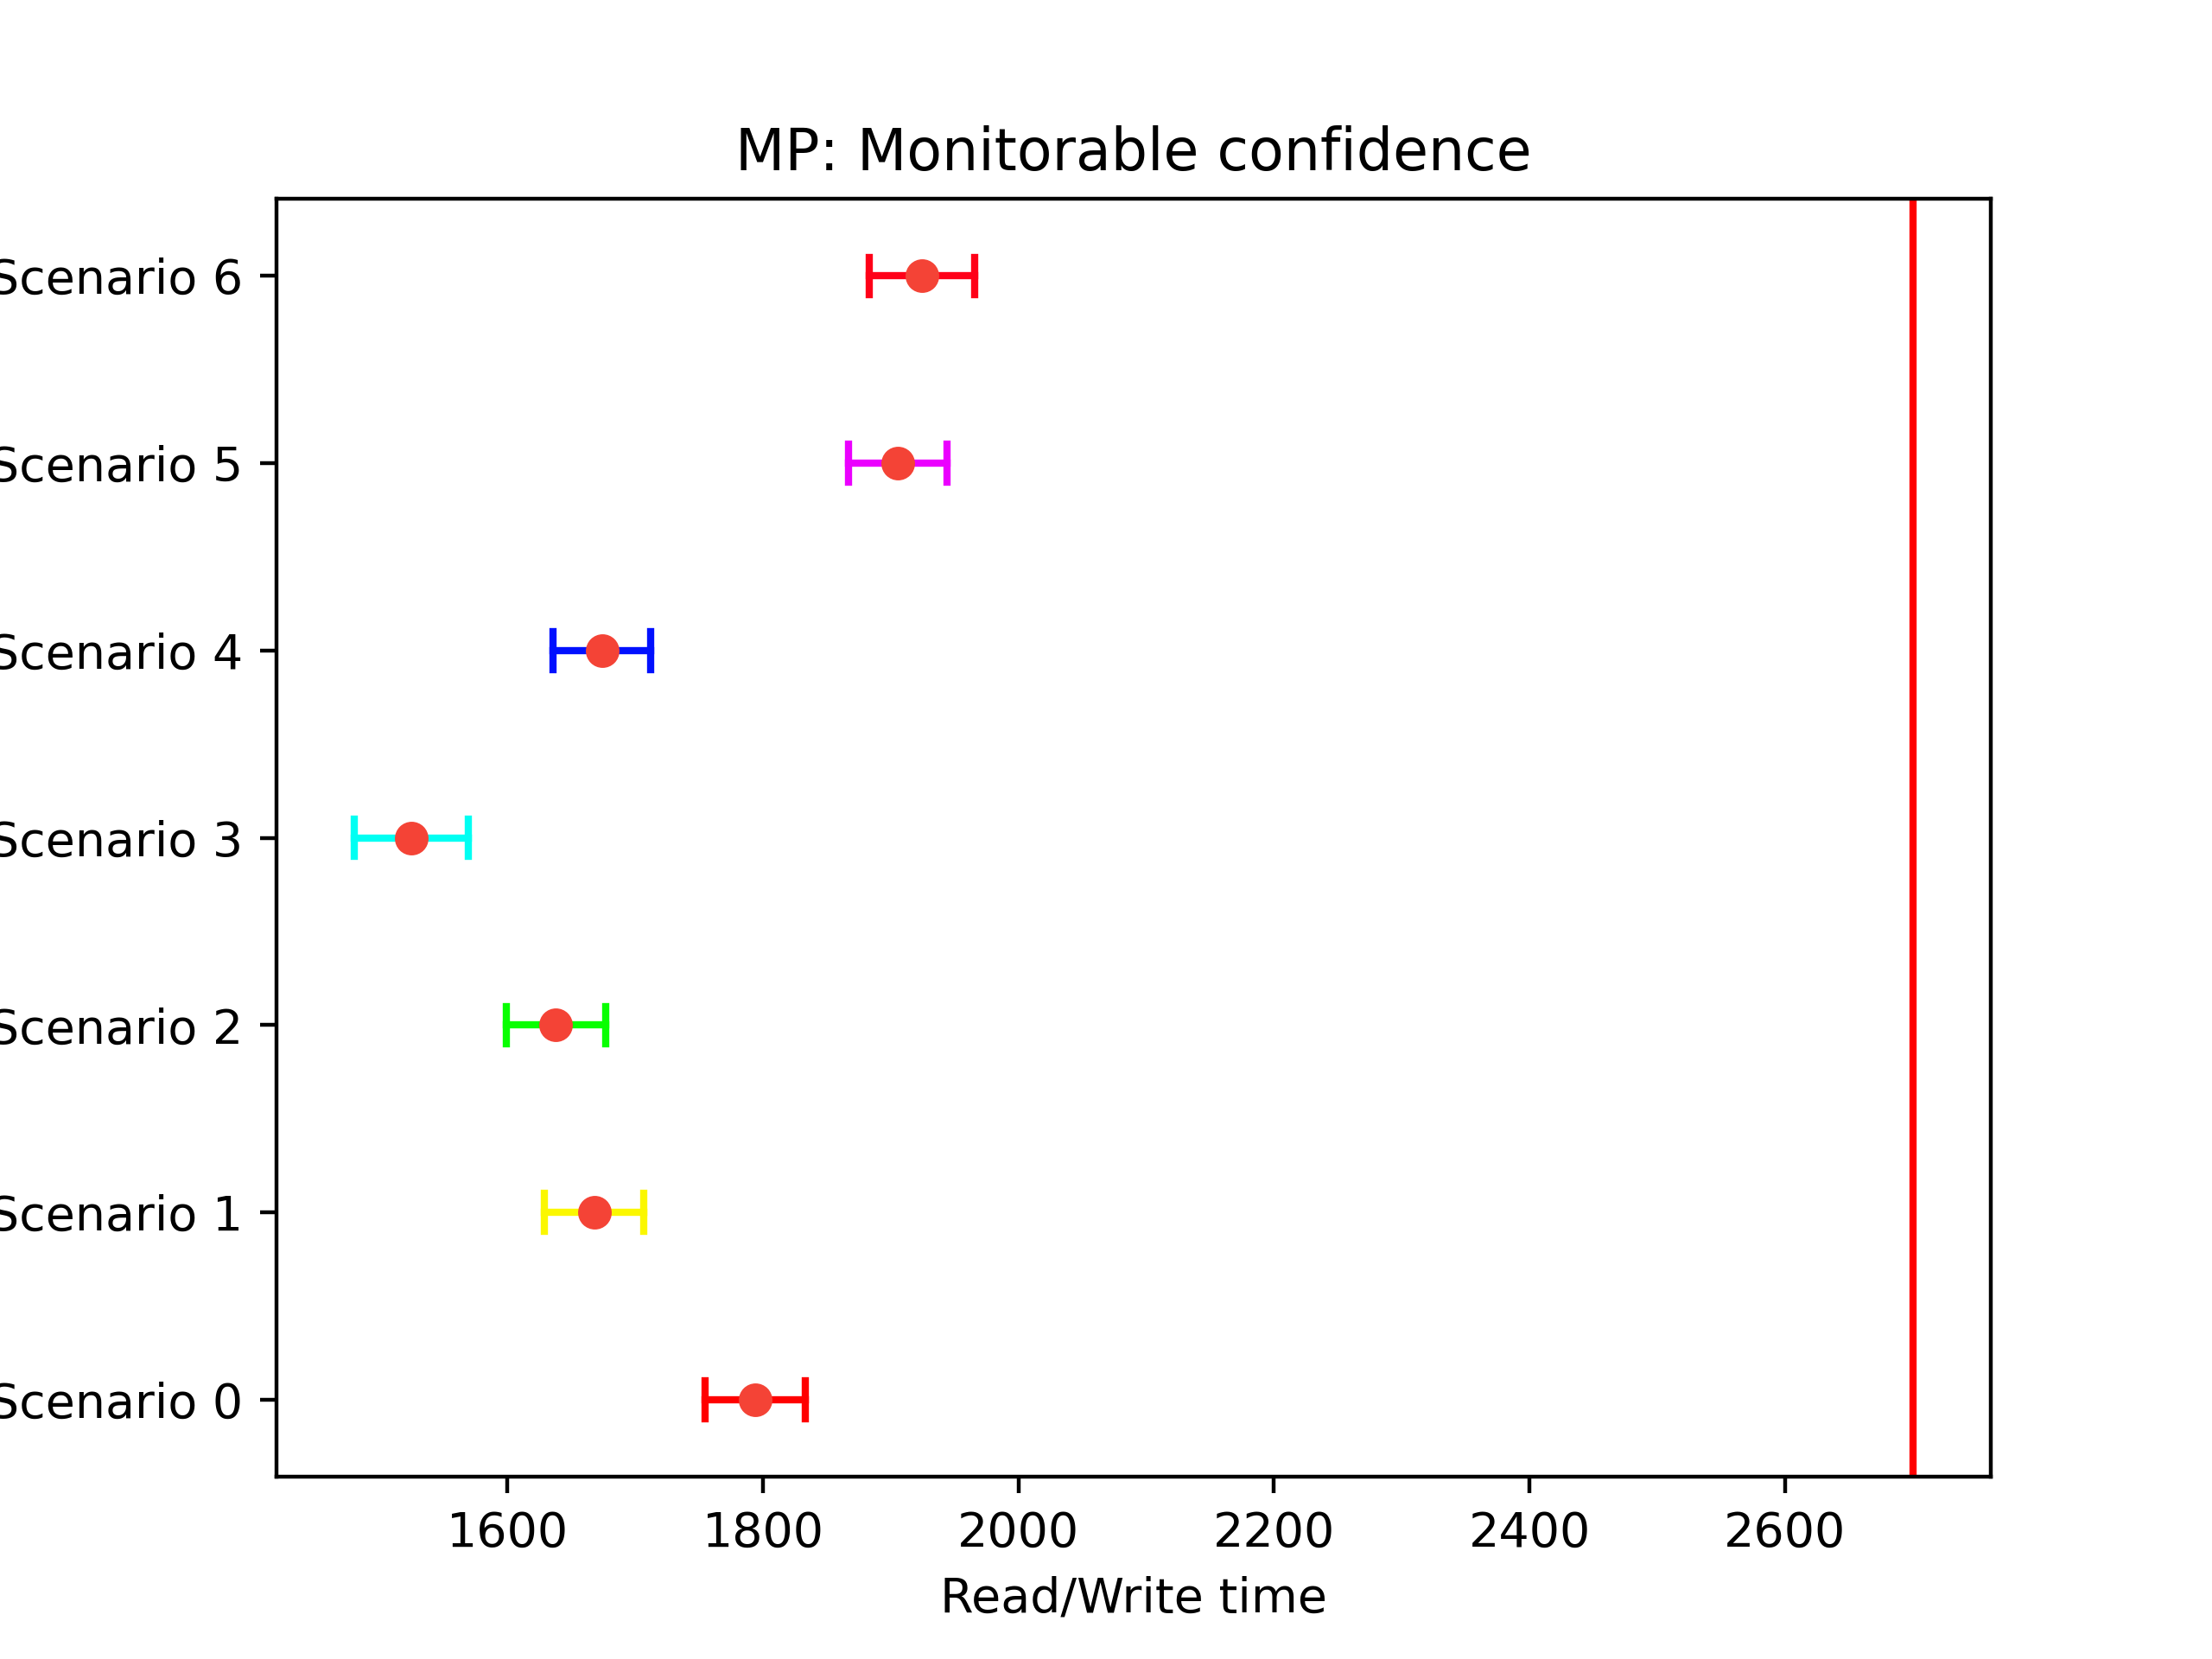 MP: Monitorable confidence
Scenario 6
Scenario 5
Scenario 4
Scenario 3
Scenario 2
Scenario 1
Scenario 0
1600 1800 2000 2200 2400 2600
Read/Write time